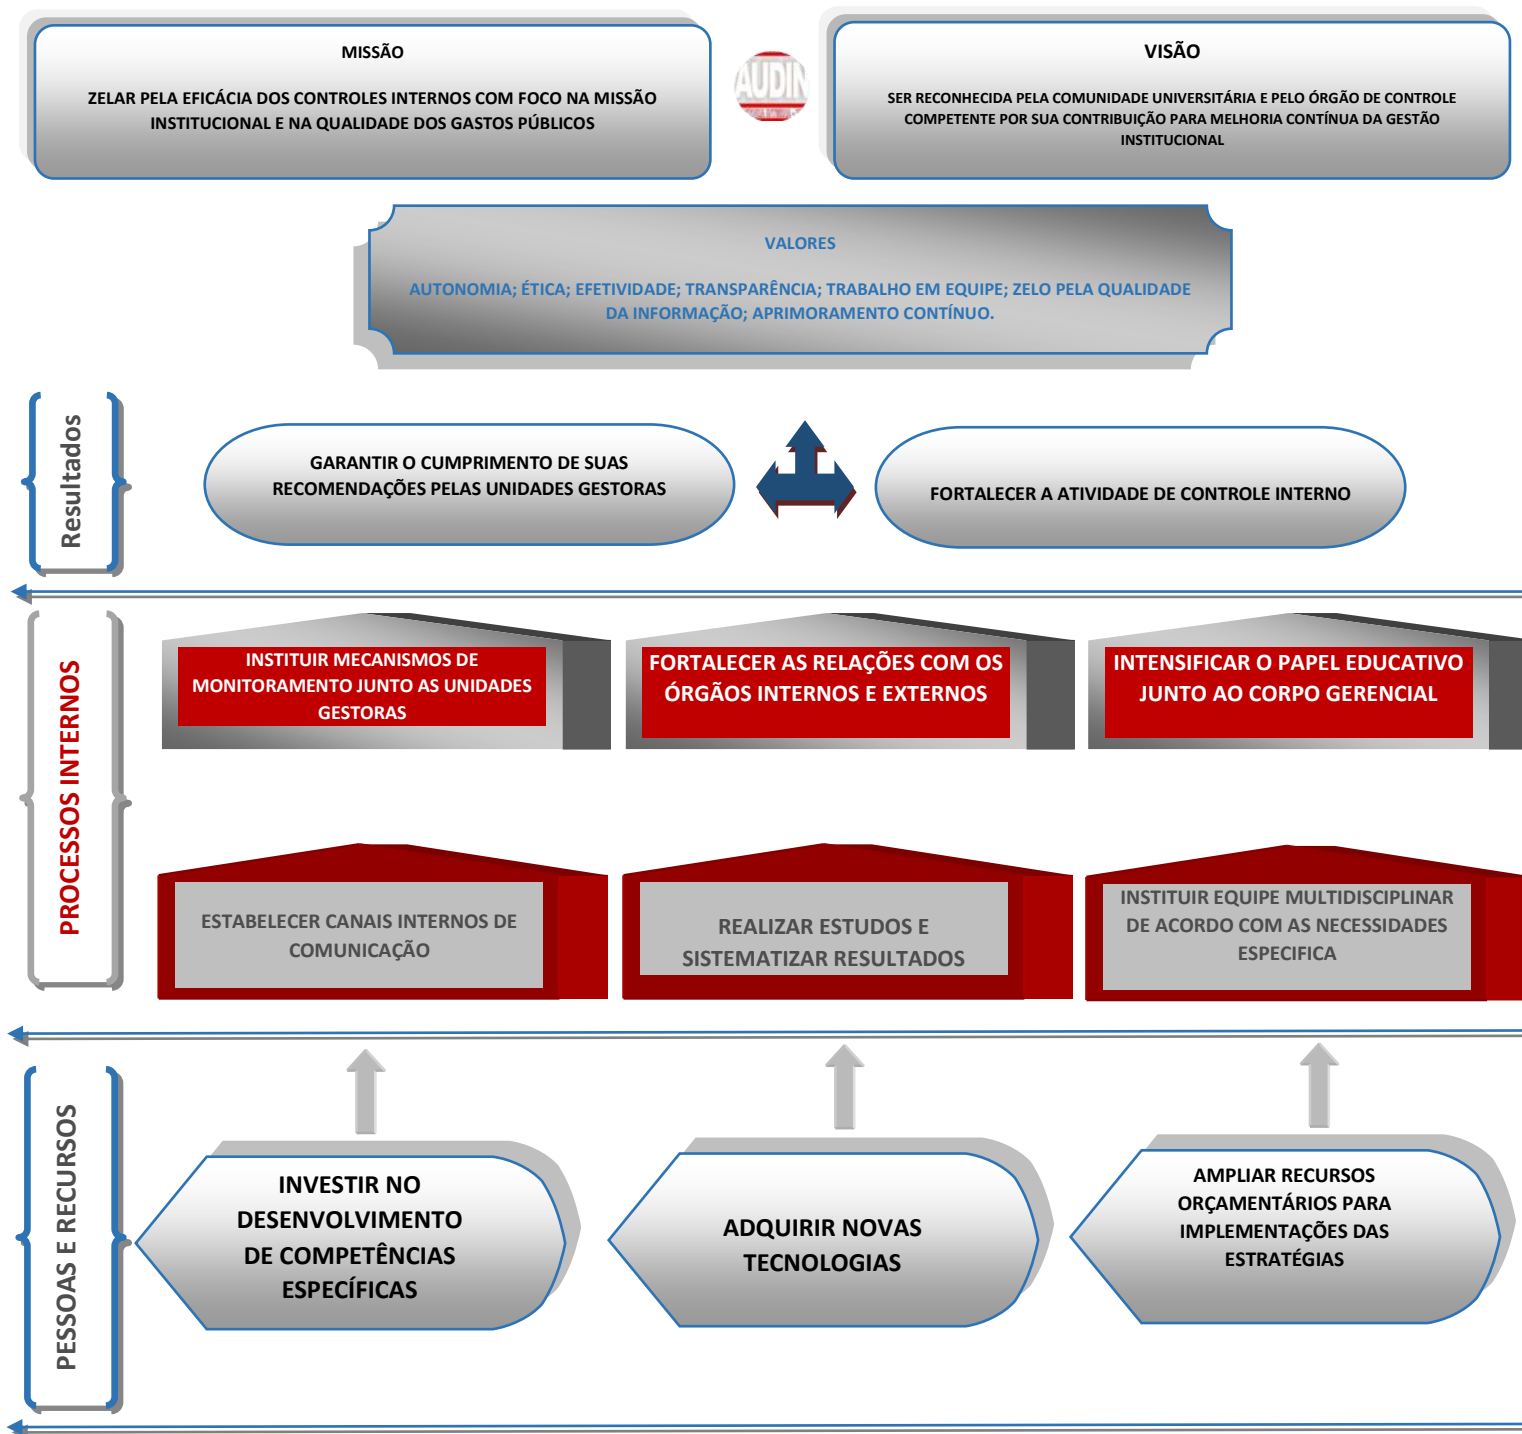 MISSÃO
ZELAR PELA EFICÁCIA DOS CONTROLES INTERNOS COM FOCO NA MISSÃO
INSTITUCIONAL E NA QUALIDADE DOS GASTOS PÚBLICOS
AUDIN
VISÃO
SER RECONHECIDA PELA COMUNIDADE UNIVERSITÁRIA E PELO ÓRGÃO DE CONTROLE
COMPETENTE POR SUA CONTRIBUIÇÃO PARA MELHORIA CONTÍNUA DA GESTÃO
INSTITUCIONAL
VALORES
AUTONOMIA; ÉTICA; EFETIVIDADE; TRANSPARÊNCIA; TRABALHO EM EQUIPE; ZELO PELA QUALIDADE
DA INFORMAÇÃO; APRIMORAMENTO CONTÍNUO.
Resultados
GARANTIR O CUMPRIMENTO DE SUAS
RECOMENDAÇÕES PELAS UNIDADES GESTORAS
FORTALECER A ATIVIDADE DE CONTROLE INTERNO
PROCESSOS INTERNOS
INSTITUIR MECANISMOS DE
MONITORAMENTO JUNTO AS UNIDADES
GESTORAS
FORTALECER AS RELAÇÕES COM OS
ÓRGÃOS INTERNOS E EXTERNOS
INTENSIFICAR O PAPEL EDUCATIVO
JUNTO AO CORPO GERENCIAL
ESTABELECER CANAIS INTERNOS DE
COMUNICAÇÃO
REALIZAR ESTUDOS E
SISTEMATIZAR RESULTADOS
INSTITUIR EQUIPE MULTIDISCIPLINAR
DE ACORDO COM AS NECESSIDADES
ESPECIFICA
PESSOAS E RECURSOS
INVESTIR NO
DESENVOLVIMENTO
DE COMPETÊNCIAS
ESPECÍFICAS
ADQUIRIR NOVAS
TECNOLOGIAS
AMPLIAR RECURSOS
ORÇAMENTÁRIOS PARA
IMPLEMENTAÇÕES DAS
ESTRATÉGIAS